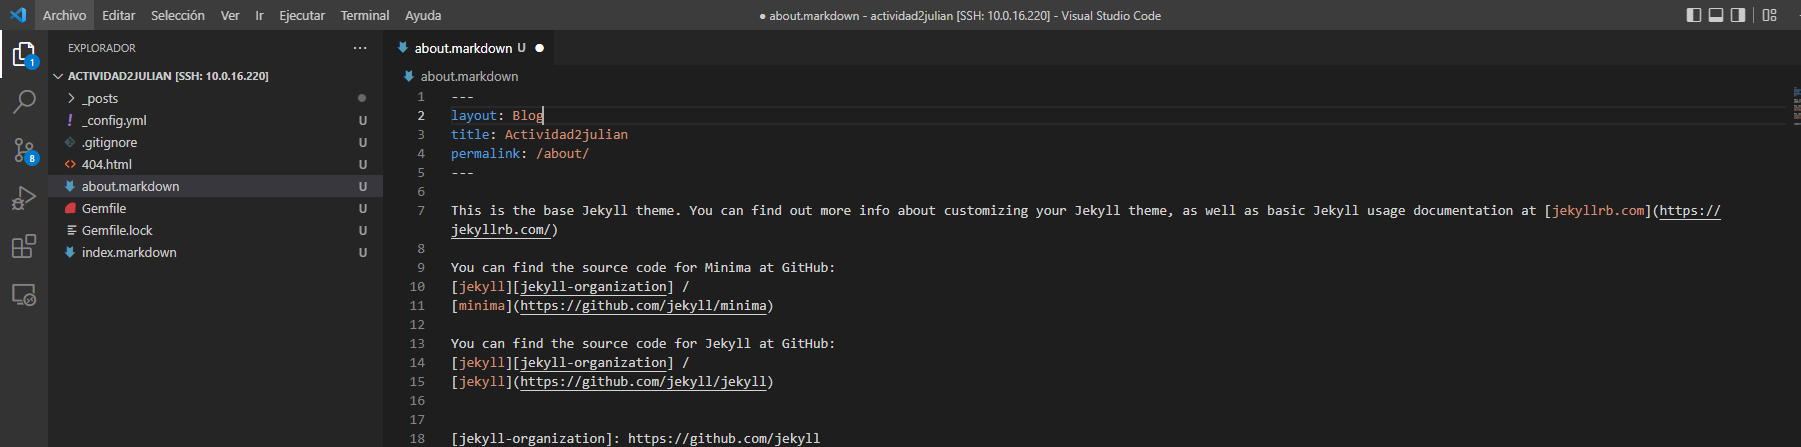 Archivo Editar Selección Ver Ir Ejecutar Terminal Ayuda
● about.markdown - actividad2julian [SSH: 10.0.16.220] - Visual Studio Code
EXPLORADOR ···
ACTIVIDAD2JULIAN [SSH: 10.0.16.220]
_posts
! _config.yml U
.gitignore U
<> 404.html U
about.markdown U
Gemfile U
Gemfile.lock U
index.markdown U
1
8
about.markdown U ●
about.markdown
1 ---
2 layout: Blog
3 title: Actividad2julian
4 permalink: /about/
5 ---
6
7 This is the base Jekyll theme. You can find out more info about customizing your Jekyll theme, as well as basic Jekyll usage documentation at [jekyllrb.com](https://
jekyllrb.com/)
8
9 You can find the source code for Minima at GitHub:
10 [jekyll][jekyll-organization] /
11 [minima](https://github.com/jekyll/minima)
12
13 You can find the source code for Jekyll at GitHub:
14 [jekyll][jekyll-organization] /
15 [jekyll](https://github.com/jekyll/jekyll)
16
17
18 [jekyll-organization]: https://github.com/jekyll